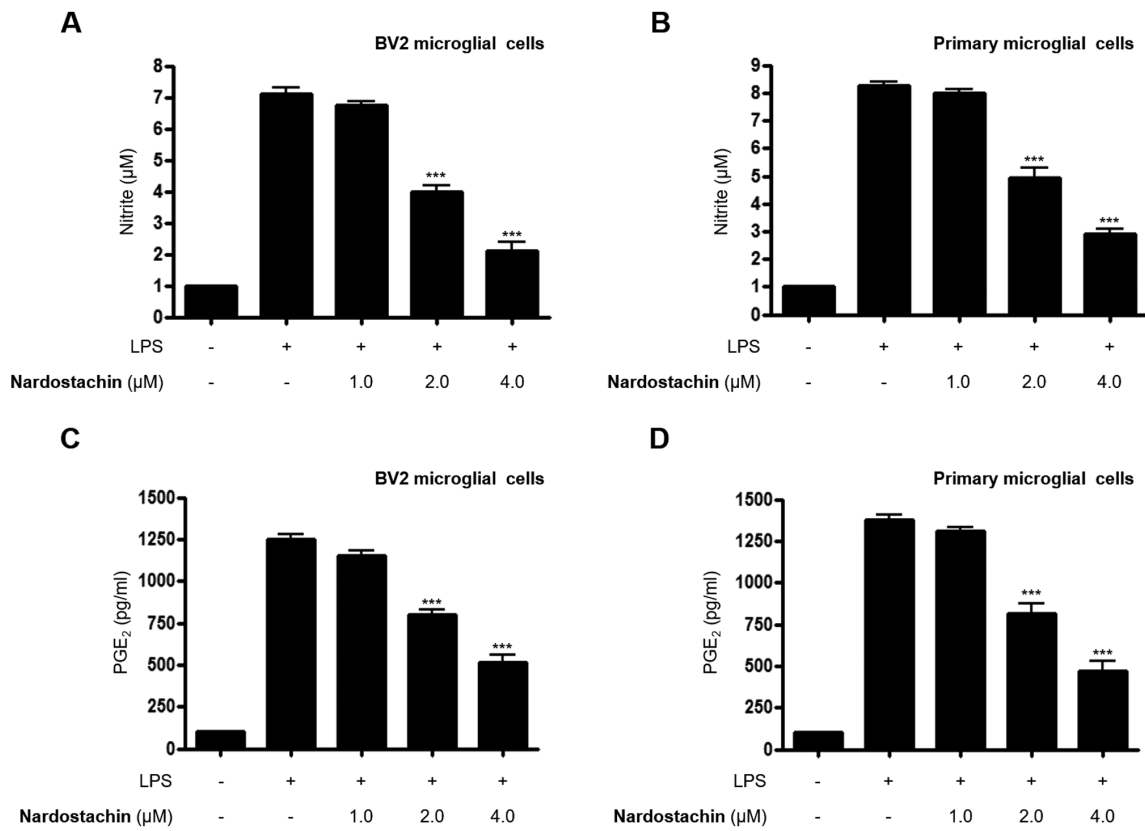 A
BV2 microglial cells
Nitrite (µM)
8
7
6
5
4
3
2
1
0
***
***
LPS - + + + +
Nardostachin (µM) - - 1.0 2.0 4.0
B
Primary microglial cells
Nitrite (µM)
9
8
7
6
5
4
3
2
1
0
***
***
LPS - + + + +
Nardostachin (µM) - - 1.0 2.0 4.0
C
BV2 microglial cells
PGE₂ (pg/ml)
1500
1250
1000
750
500
250
0
***
***
LPS - + + + +
Nardostachin (µM) - - 1.0 2.0 4.0
D
Primary microglial cells
PGE₂ (pg/ml)
1500
1250
1000
750
500
250
0
***
***
LPS - + + + +
Nardostachin (µM) - - 1.0 2.0 4.0